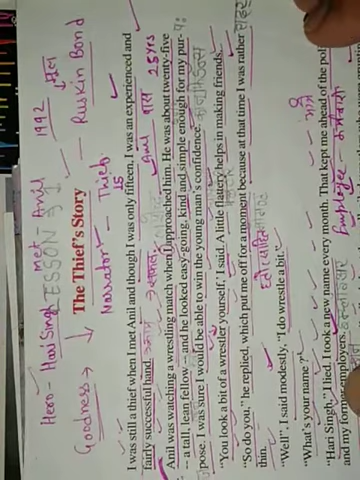 Hero - Hari Singh met - Anil 1992
LESSON 3
Goodness → The Thief's Story — Ruskin Bond
Narrator - Thief
15
Anil 25 yrs
I was still a thief when I met Anil and though I was only fifteen, I was an experienced and
fairly successful hand.
Anil was watching a wrestling match when I approached him. He was about twenty-five
-- a tall, lean fellow -- and he looked easy-going, kind and simple enough for my pur
pose. I was sure I would be able to win the young man's confidence.
"You look a bit of a wrestler yourself," I said. A little flattery helps in making friends.
"So do you," he replied, which put me off for a moment because at that time I was rather
thin.
"Well", I said modestly, "I do wrestle a bit."
"What's your name ?"
"Hari Singh," I lied. I took a new name every month. That kept me ahead of the pol
and my former employers.
Employee -